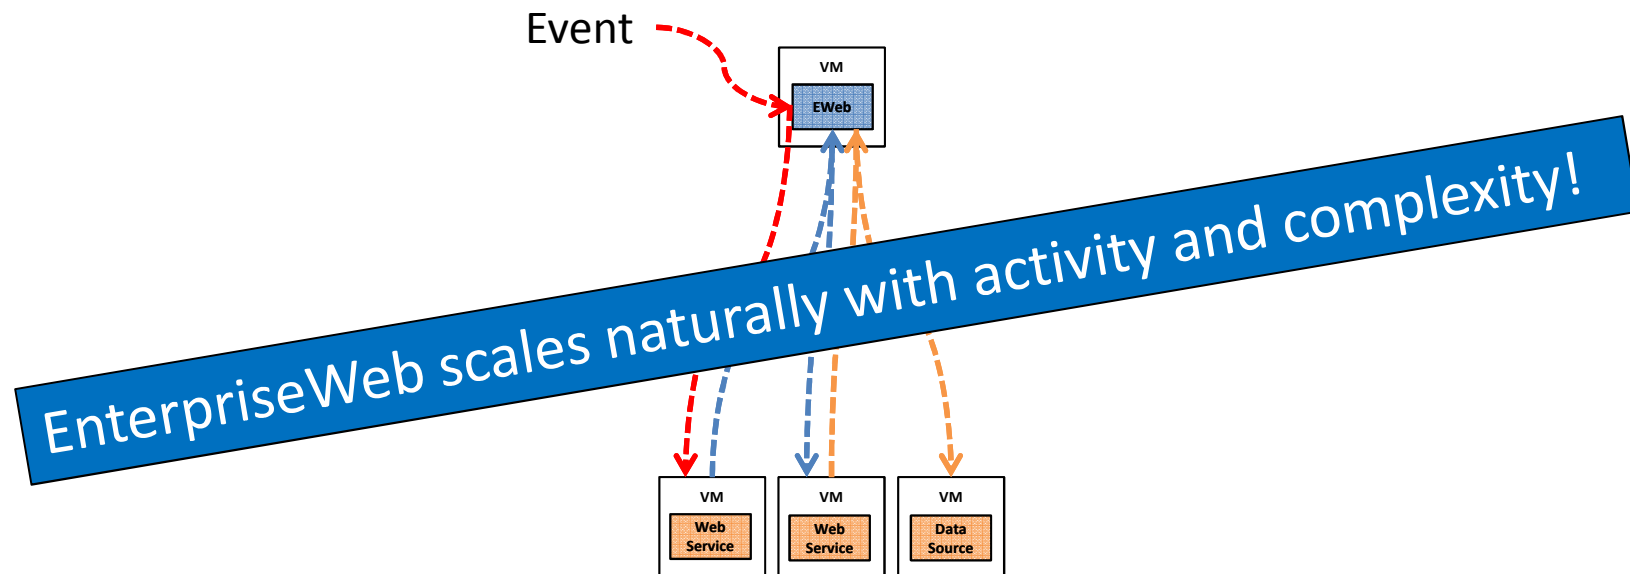 Event
VM
EWeb
EnterpriseWeb scales naturally with activity and complexity!
VM
Web
Service
VM
Web
Service
VM
Data
Source